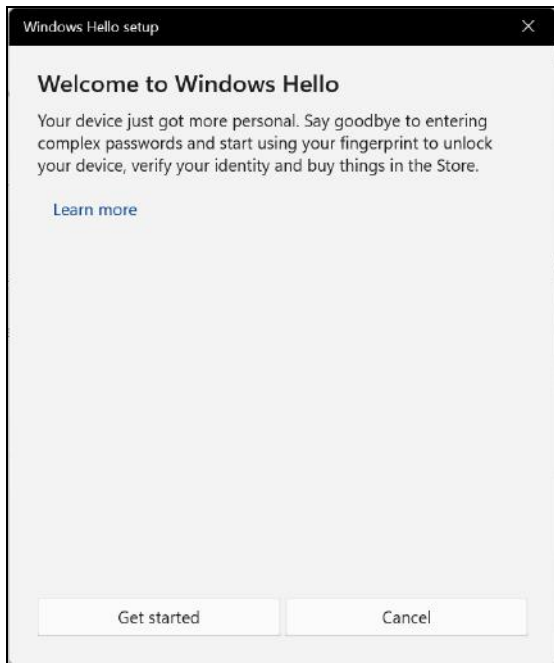 Windows Hello setup
Welcome to Windows Hello
Your device just got more personal. Say goodbye to entering
complex passwords and start using your fingerprint to unlock
your device, verify your identity and buy things in the Store.
Learn more
Get started
Cancel